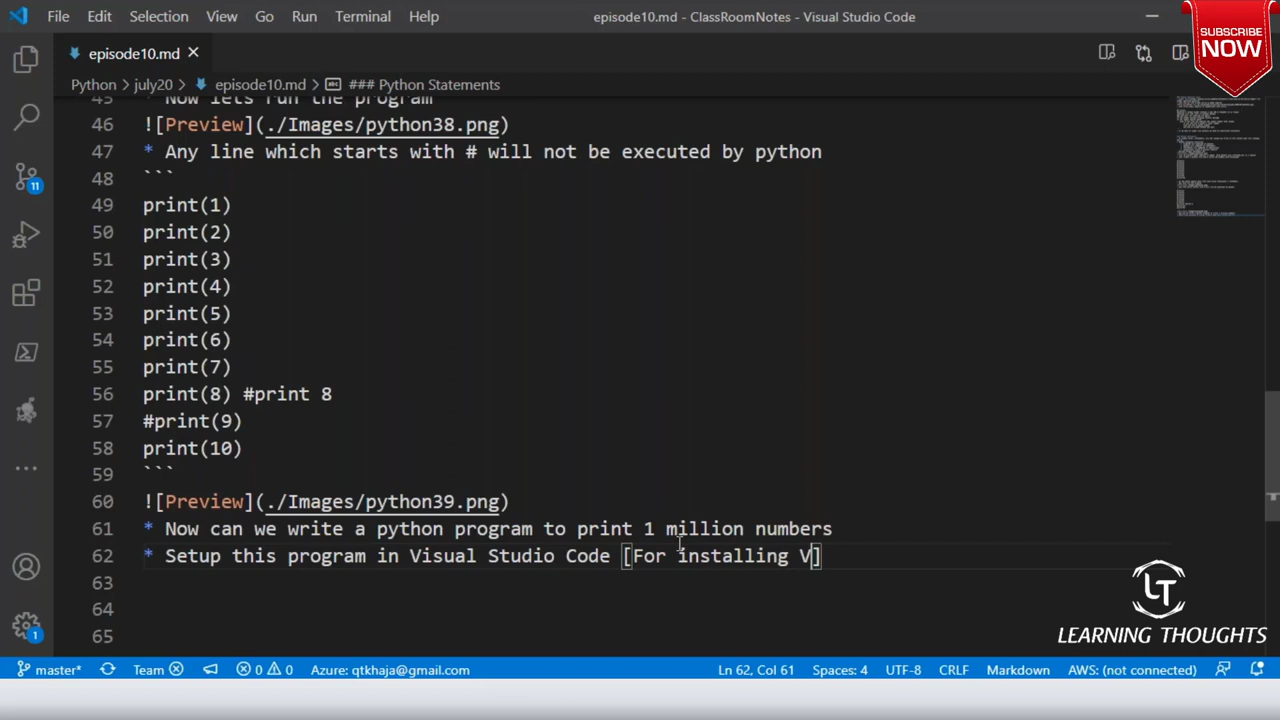 File Edit Selection View Go Run Terminal Help
episode10.md - ClassRoomNotes - Visual Studio Code
SUBSCRIBE
NOW
episode10.md
Python > july20 > episode10.md > ### Python Statements
45 * Now lets run the program
46 ![Preview](./Images/python38.png)
47 * Any line which starts with # will not be executed by python
48 ```
49 print(1)
50 print(2)
51 print(3)
52 print(4)
53 print(5)
54 print(6)
55 print(7)
56 print(8) #print 8
57 #print(9)
58 print(10)
59 ```
60 ![Preview](./Images/python39.png)
61 * Now can we write a python program to print 1 million numbers
62 * Setup this program in Visual Studio Code [For installing V]
63
64
65
11
1
LT
LEARNING THOUGHTS
master* Team 0 0 Azure: qtkhaja@gmail.com Ln 62, Col 61 Spaces: 4 UTF-8 CRLF Markdown AWS: (not connected)